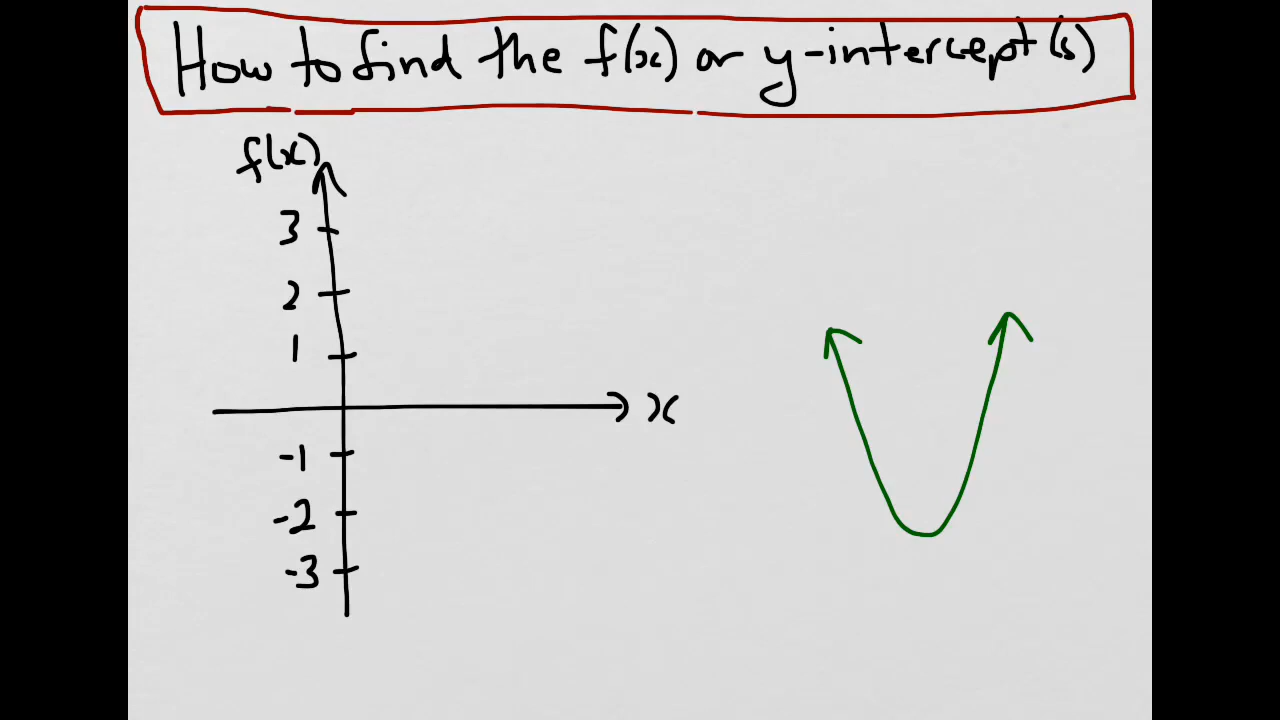 How to find the f(x) or y-intercept(s)
f(x)
3
2
1
x
-1
-2
-3